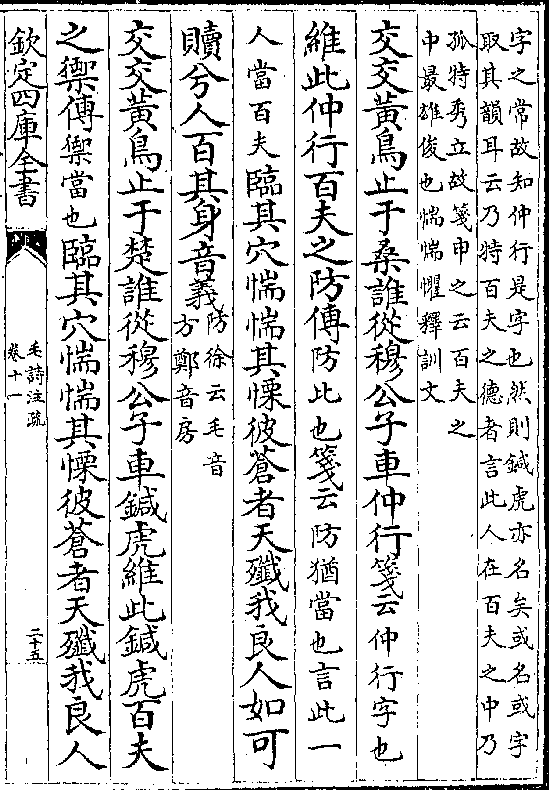 字之常故知仲行是字也然則鍼虎亦名矣或名或字
取其韻耳云乃特百夫之德者言此人在百夫之中乃
孤特秀立故箋申之云百夫之
中最雄俊也惴惴懼釋訓文
交交黃鳥止于桑誰從穆公子車仲行箋云仲行字也
維此仲行百夫之防傳防比也箋云防猶當也言此一
人當百夫臨其穴惴惴其慄彼蒼者天殲我良人如可
贖兮人百其身音義防徐云毛音
方鄭音房
交交黃鳥止于楚誰從穆公子車鍼虎維此鍼虎百夫
之禦傳禦當也臨其穴惴惴其慄彼蒼者天殲我良人
欽定四庫全書
毛詩注疏
卷十一
二十五